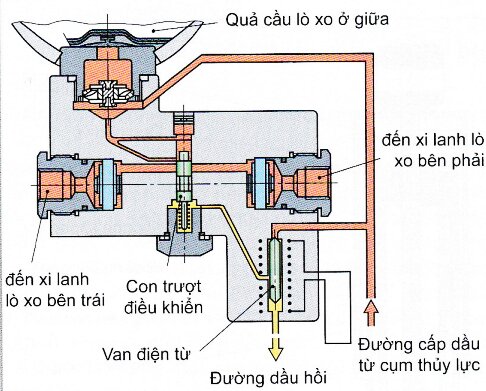 Quả cầu lò xo ở giữa
đến xi lanh lò
xo bên phải
đến xi lanh
lò xo bên trái
Con trượt
điều khiển
Van điện từ
Đường dầu hồi
Đường cấp dầu
từ cụm thủy lực